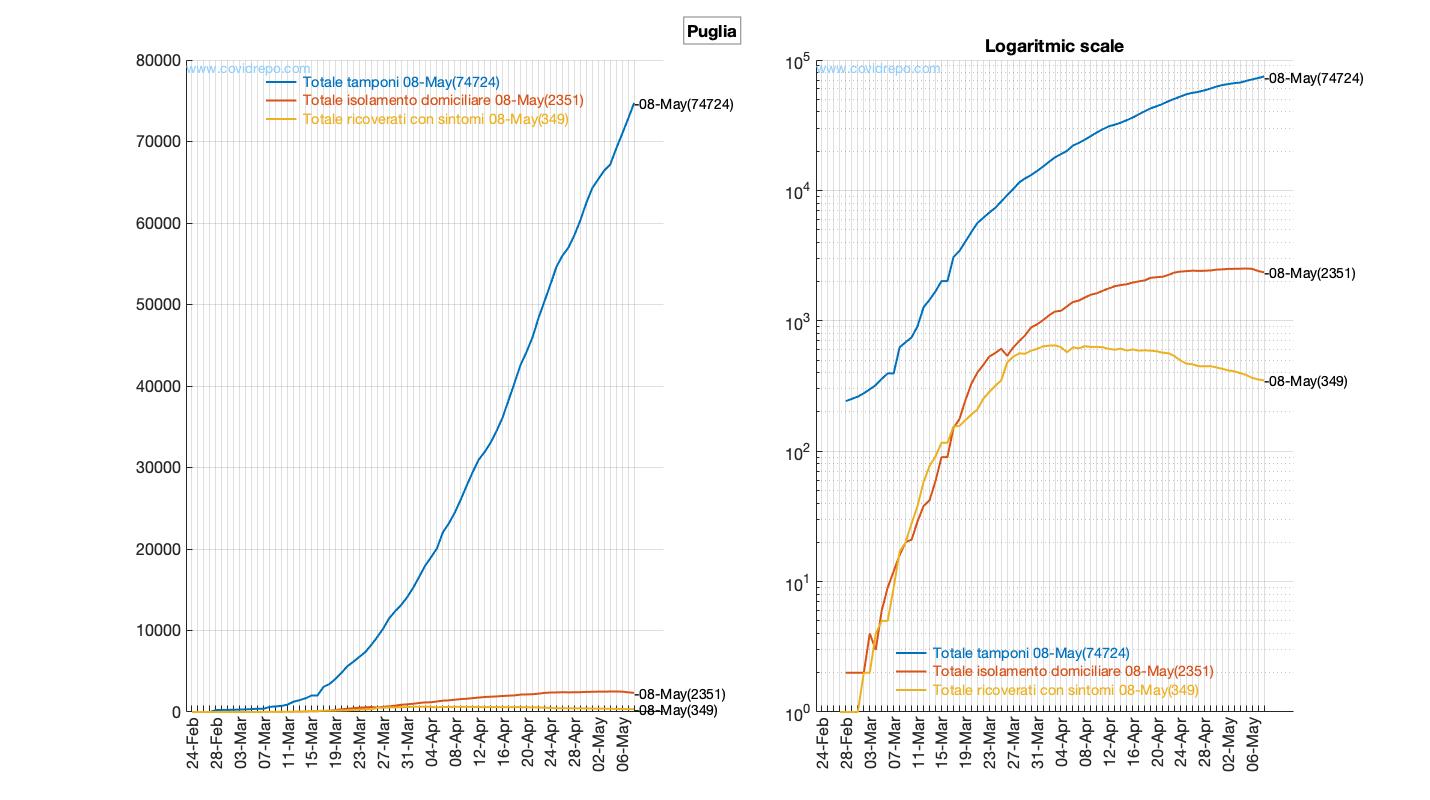 Puglia
www.covidrepo.com
Totale tamponi 08-May(74724)
Totale isolamento domiciliare 08-May(2351)
Totale ricoverati con sintomi 08-May(349)
80000
70000
60000
50000
40000
30000
20000
10000
0
08-May(74724)
08-May(2351)
08-May(349)
24-Feb
28-Feb
03-Mar
07-Mar
11-Mar
15-Mar
19-Mar
23-Mar
27-Mar
31-Mar
04-Apr
08-Apr
12-Apr
16-Apr
20-Apr
24-Apr
28-Apr
02-May
06-May
Logaritmic scale
www.covidrepo.com
10^5
10^4
10^3
10^2
10^1
10^0
08-May(74724)
08-May(2351)
08-May(349)
Totale tamponi 08-May(74724)
Totale isolamento domiciliare 08-May(2351)
Totale ricoverati con sintomi 08-May(349)
24-Feb
28-Feb
03-Mar
07-Mar
11-Mar
15-Mar
19-Mar
23-Mar
27-Mar
31-Mar
04-Apr
08-Apr
12-Apr
16-Apr
20-Apr
24-Apr
28-Apr
02-May
06-May